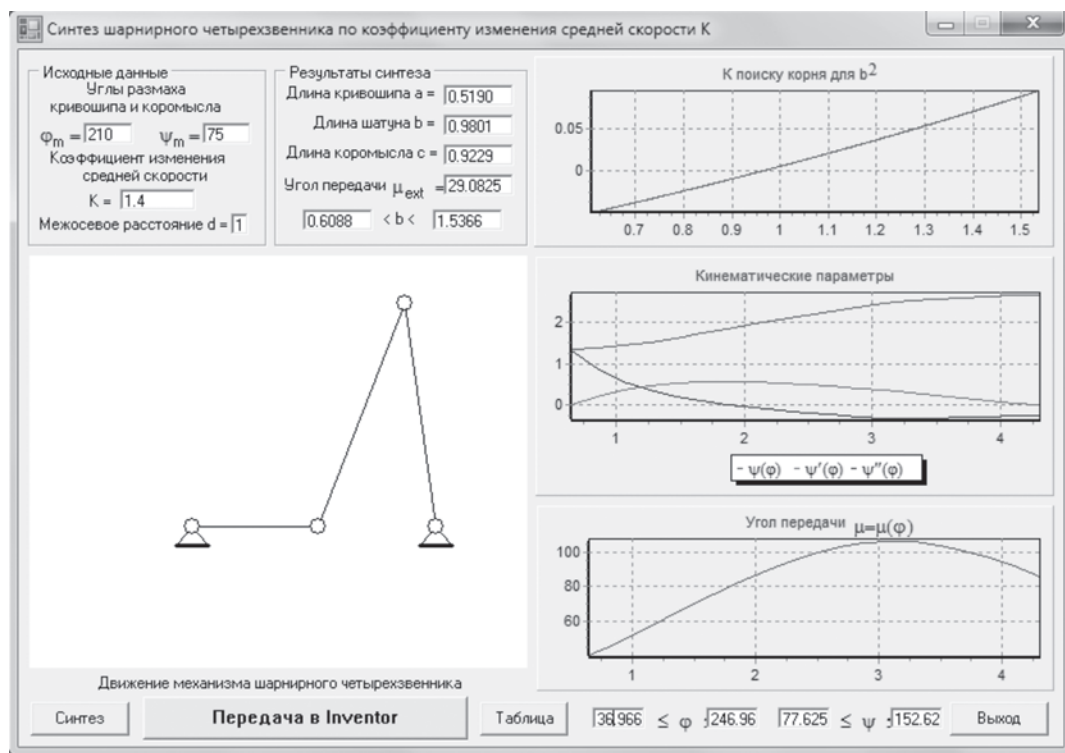 Синтез шарнирного четырехзвенника по коэффициенту изменения средней скорости К
Исходные данные
Углы размаха
кривошипа и коромысла
φm = 210 ψm = 75
Коэффициент изменения
средней скорости
K = 1.4
Межосевое расстояние d = 1
Результаты синтеза
Длина кривошипа a = 0.5190
Длина шатуна b = 0.9801
Длина коромысла c = 0.9229
Угол передачи μext = 29.0825
0.6088 < b < 1.5366
К поиску корня для b²
0.05
0
0.7 0.8 0.9 1 1.1 1.2 1.3 1.4 1.5
Кинематические параметры
2
1
0
1 2 3 4
- ψ(φ) - ψ'(φ) - ψ''(φ)
Угол передачи μ=μ(φ)
100
80
60
1 2 3 4
Движение механизма шарнирного четырехзвенника
Синтез
Передача в Inventor
Таблица
36.966 ≤ φ ≤ 246.96 77.625 ≤ ψ ≤ 152.62
Выход